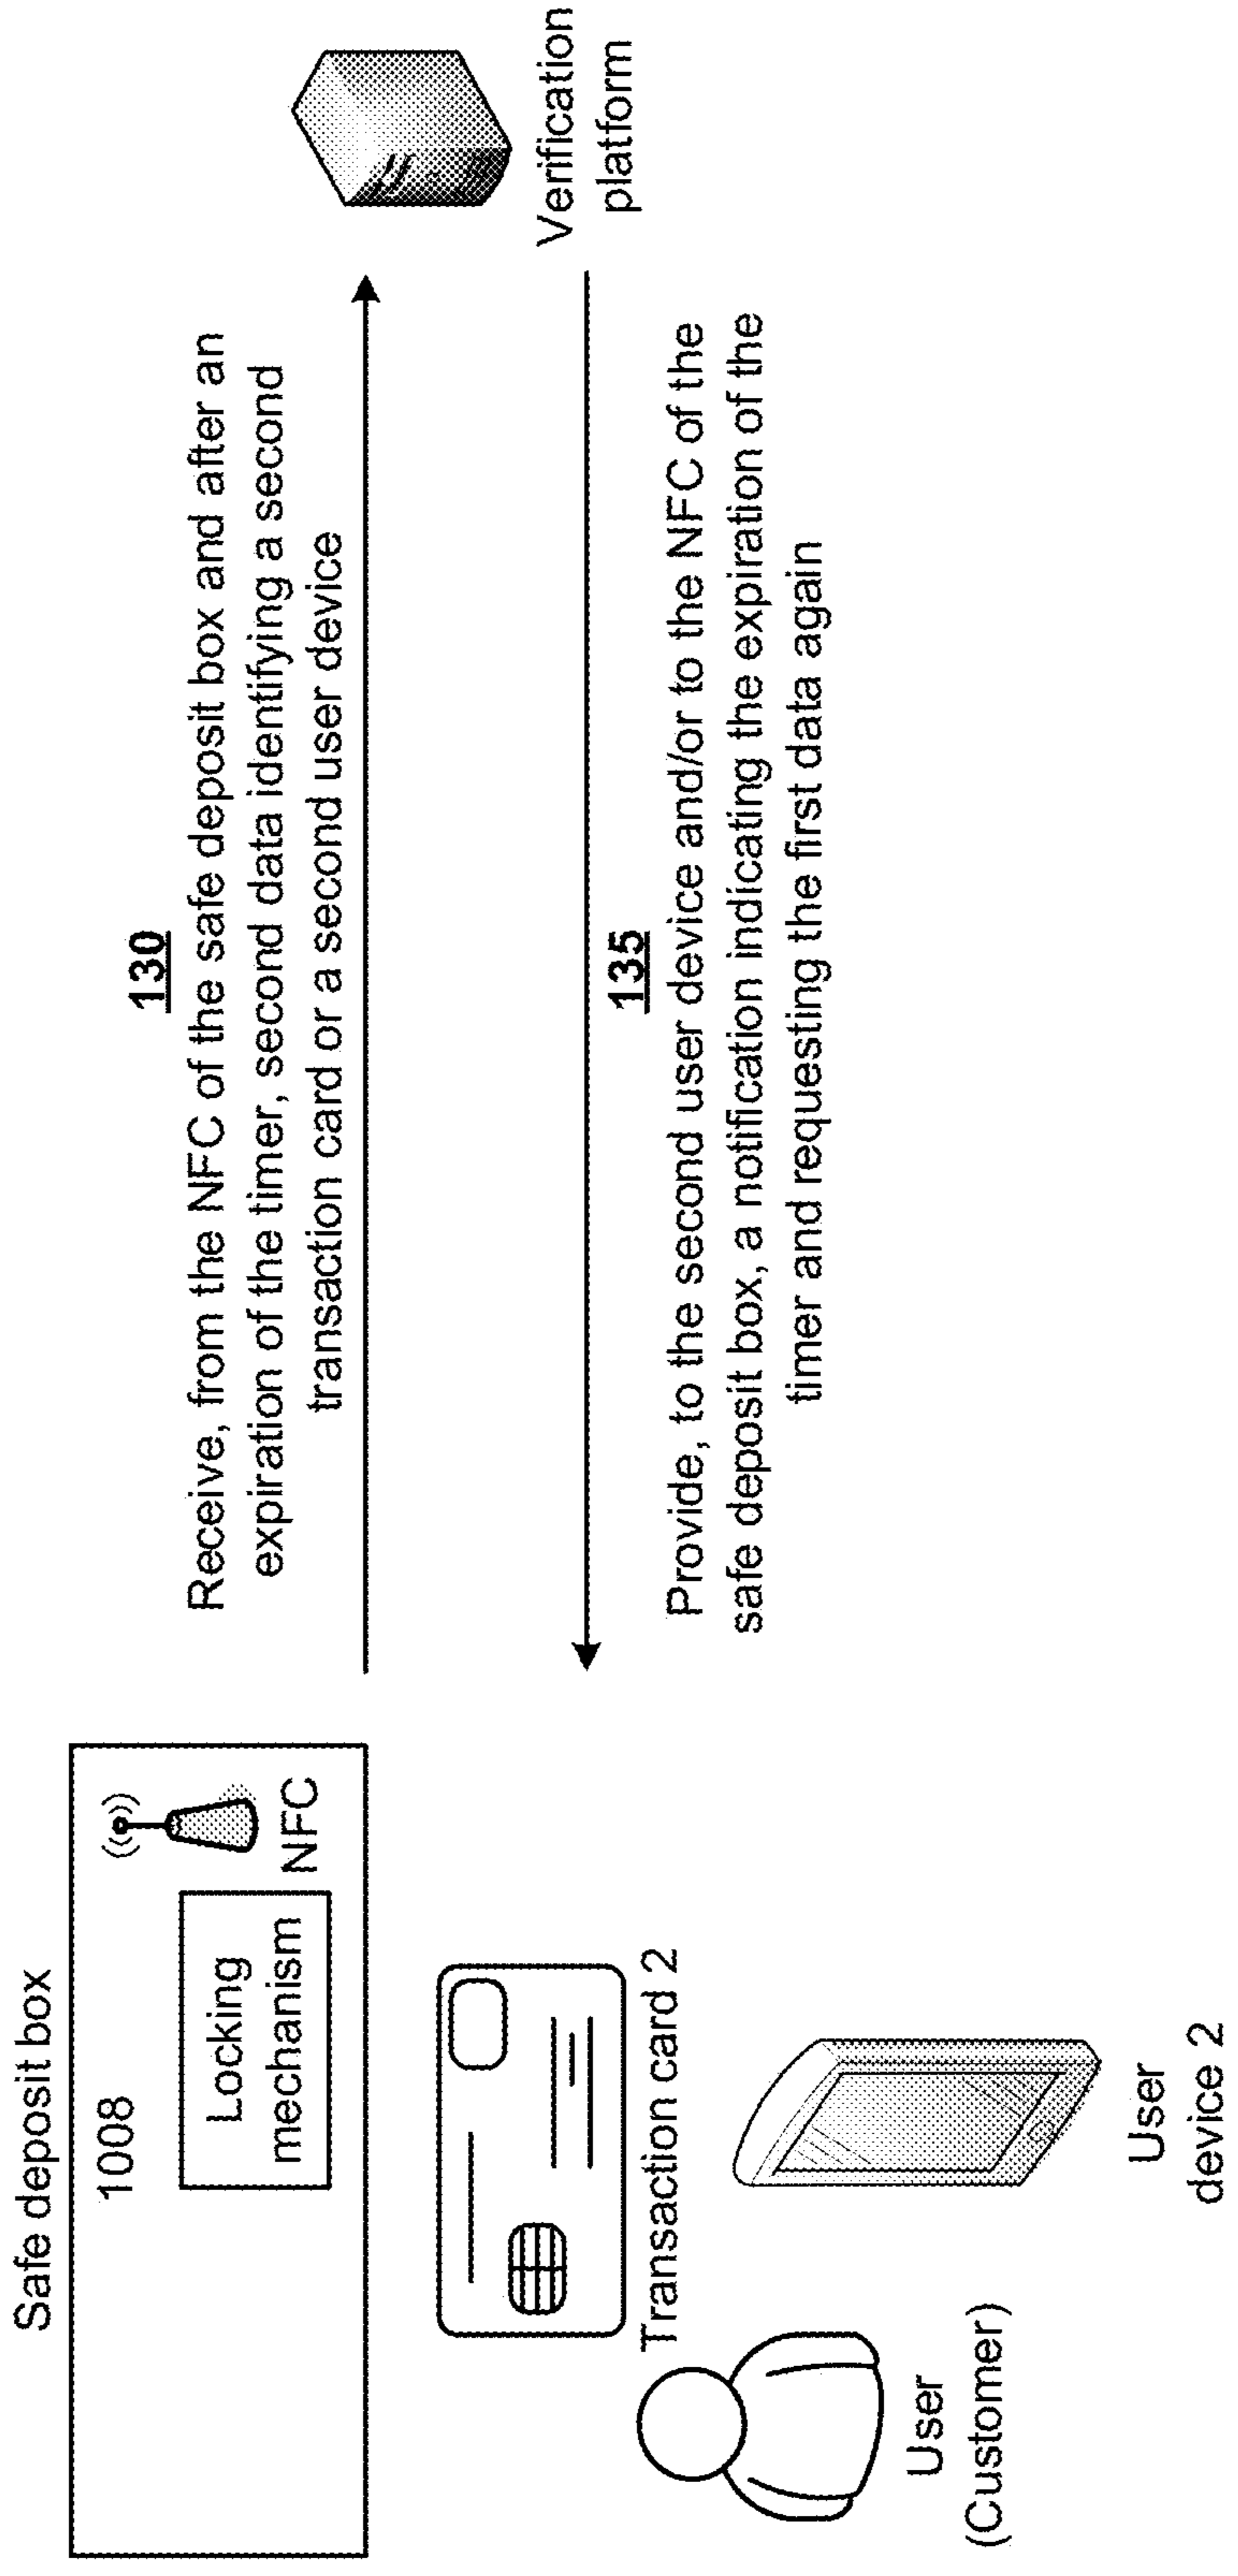 Safe deposit box
1008
Locking
mechanism
NFC
Transaction card 2
User
(Customer)
User
device 2
130
Receive, from the NFC of the safe deposit box and after an
expiration of the timer, second data identifying a second
transaction card or a second user device
135
Provide, to the second user device and/or to the NFC of the
safe deposit box, a notification indicating the expiration of the
timer and requesting the first data again
Verification
platform